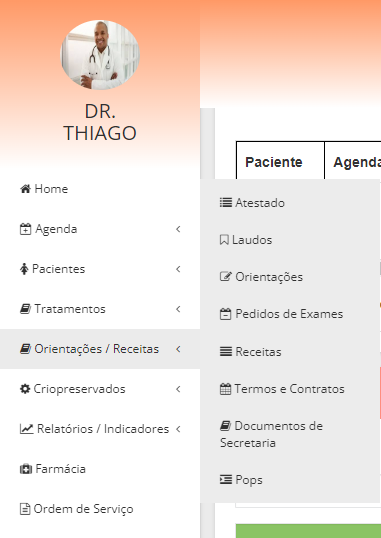 DR.
THIAGO
Home
Agenda
Pacientes
Tratamentos
Orientações / Receitas
Criopreservados
Relatórios / Indicadores
Farmácia
Ordem de Serviço
Paciente
Atestado
Laudos
Orientações
Pedidos de Exames
Receitas
Termos e Contratos
Documentos de
Secretaria
Pops